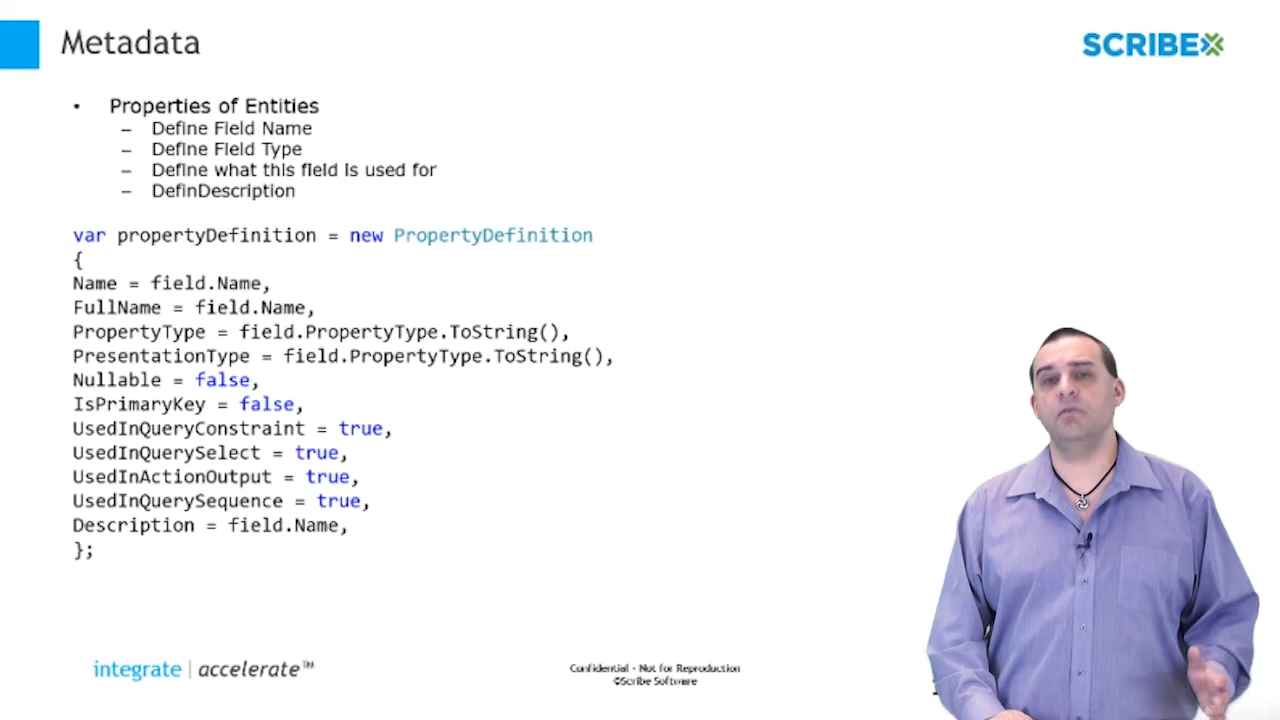 Metadata
SCRIBE
• Properties of Entities
– Define Field Name
– Define Field Type
– Define what this field is used for
– DefinDescription
var propertyDefinition = new PropertyDefinition
{
Name = field.Name,
FullName = field.Name,
PropertyType = field.PropertyType.ToString(),
PresentationType = field.PropertyType.ToString(),
Nullable = false,
IsPrimaryKey = false,
UsedInQueryConstraint = true,
UsedInQuerySelect = true,
UsedInActionOutput = true,
UsedInQuerySequence = true,
Description = field.Name,
};
integrate | accelerate™
Confidential - Not for Reproduction
©Scribe Software